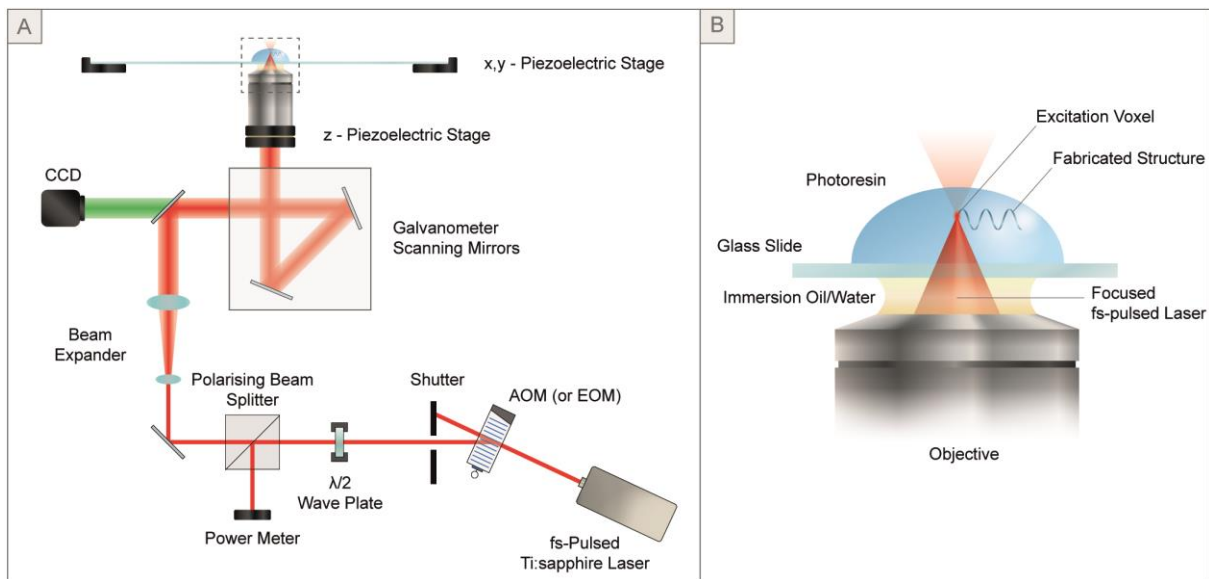 A
x,y - Piezoelectric Stage
z - Piezoelectric Stage
CCD
Galvanometer
Scanning Mirrors
Beam
Expander
Polarising Beam
Splitter
Shutter
AOM (or EOM)
λ/2
Wave Plate
Power Meter
fs-Pulsed
Ti:sapphire Laser
B
Excitation Voxel
Fabricated Structure
Photoresin
Glass Slide
Immersion Oil/Water
Focused
fs-pulsed Laser
Objective